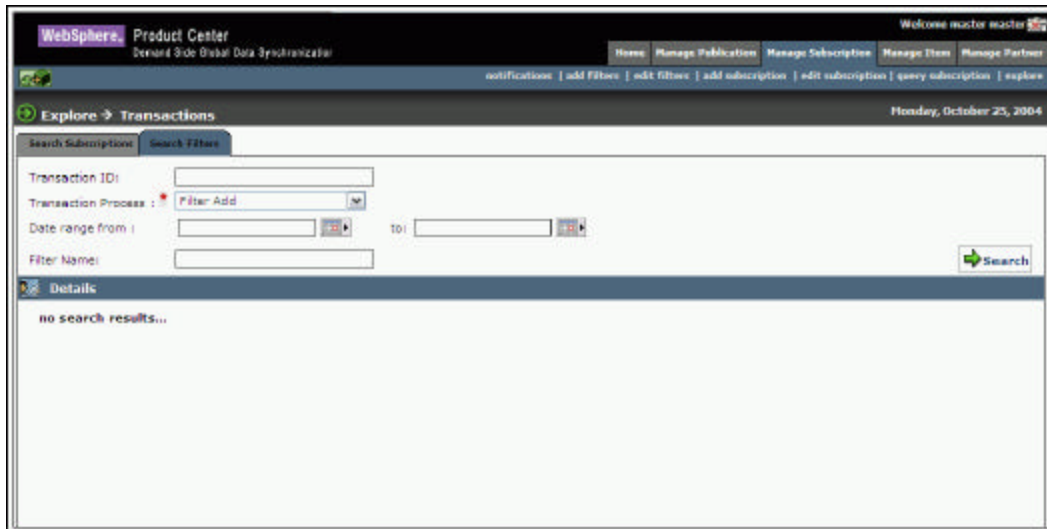 Welcome master master
WebSphere. Product Center
Demand Side Global Data Synchronization
Home Manage Publication Manage Subscription Manage Item Manage Partner
notifications | add filters | edit filters | add subscription | edit subscription | query subscription | explore
Explore → Transactions
Monday, October 25, 2004
Search Subscriptions Search Filters
Transaction ID:
Transaction Process : * Filter Add
Date range from : to:
Filter Name:
Search
Details
no search results...